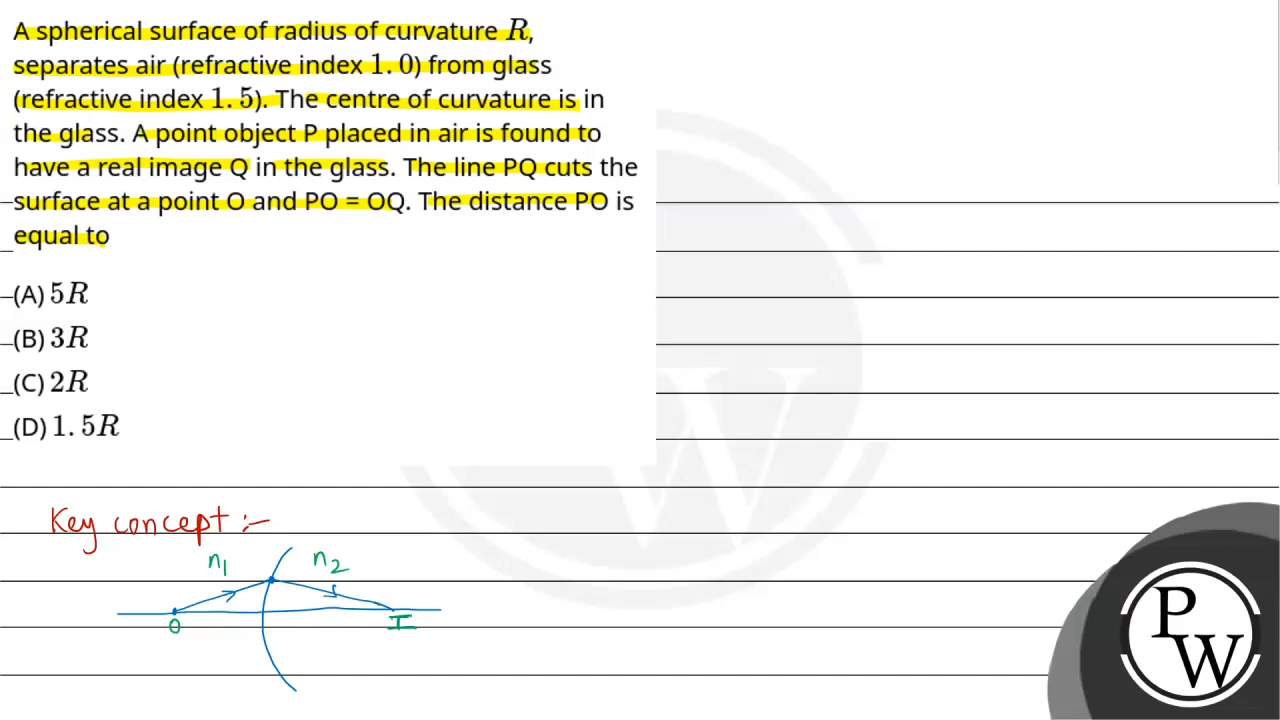 A spherical surface of radius of curvature R,
separates air (refractive index 1.0) from glass
(refractive index 1.5). The centre of curvature is in
the glass. A point object P placed in air is found to
have a real image Q in the glass. The line PQ cuts the
surface at a point O and PO = OQ. The distance PO is
equal to
(A) 5R
(B) 3R
(C) 2R
(D) 1.5R
Key concept :-
n₁ n₂
O I
P
W
W